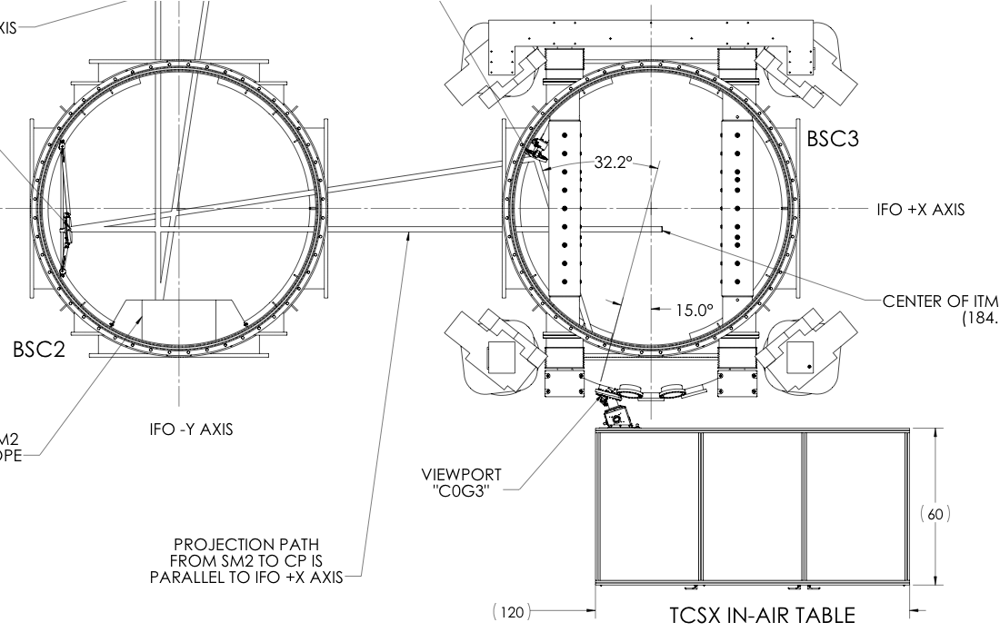 XIS
BSC3
32.2°
IFO +X AXIS
15.0°
CENTER OF ITM
(184.
BSC2
IFO -Y AXIS
M2
OPE
VIEWPORT
"C0G3"
(60)
PROJECTION PATH
FROM SM2 TO CP IS
PARALLEL TO IFO +X AXIS
(120)
TCSX IN-AIR TABLE